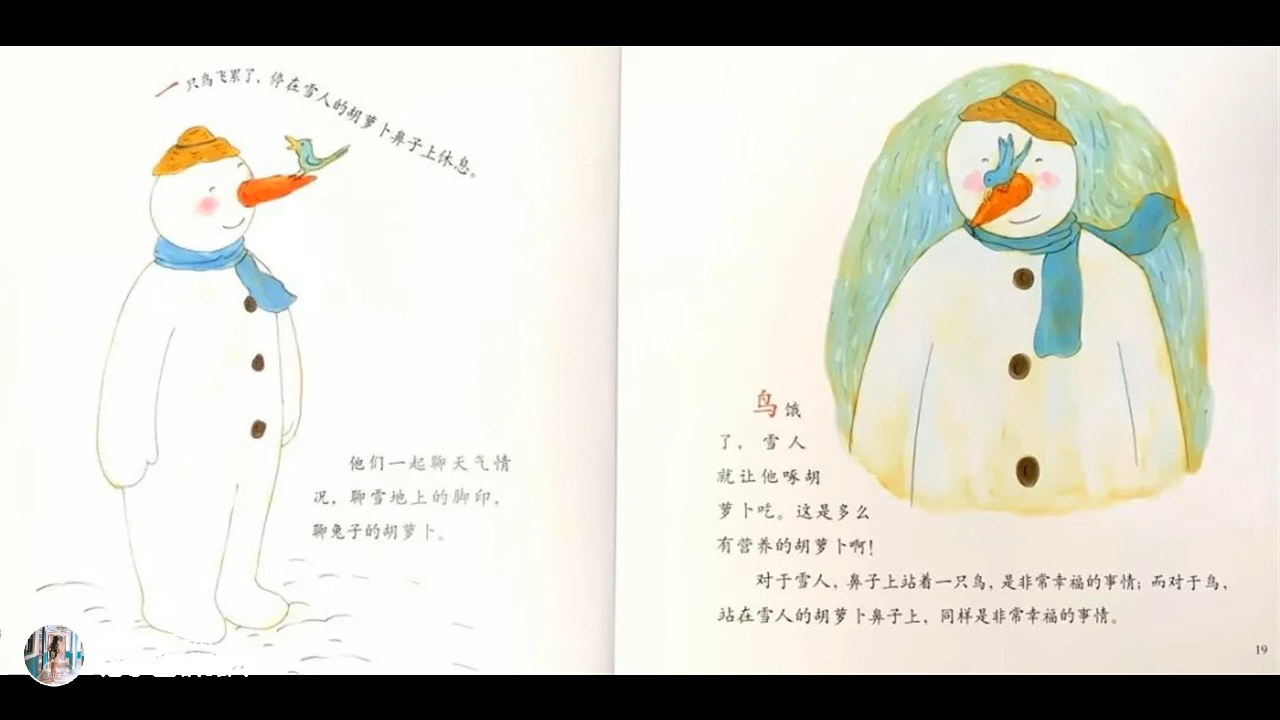 一只鸟飞累了，停在雪人的胡萝卜鼻子上休息。
他们一起聊天气情
况，聊雪地上的脚印，
聊兔子的胡萝卜。
鸟饿
了，雪人
就让他啄胡
萝卜吃。这是多么
有营养的胡萝卜啊！
对于雪人，鼻子上站着一只鸟，是非常幸福的事情；而对于鸟，
站在雪人的胡萝卜鼻子上，同样是非常幸福的事情。
19